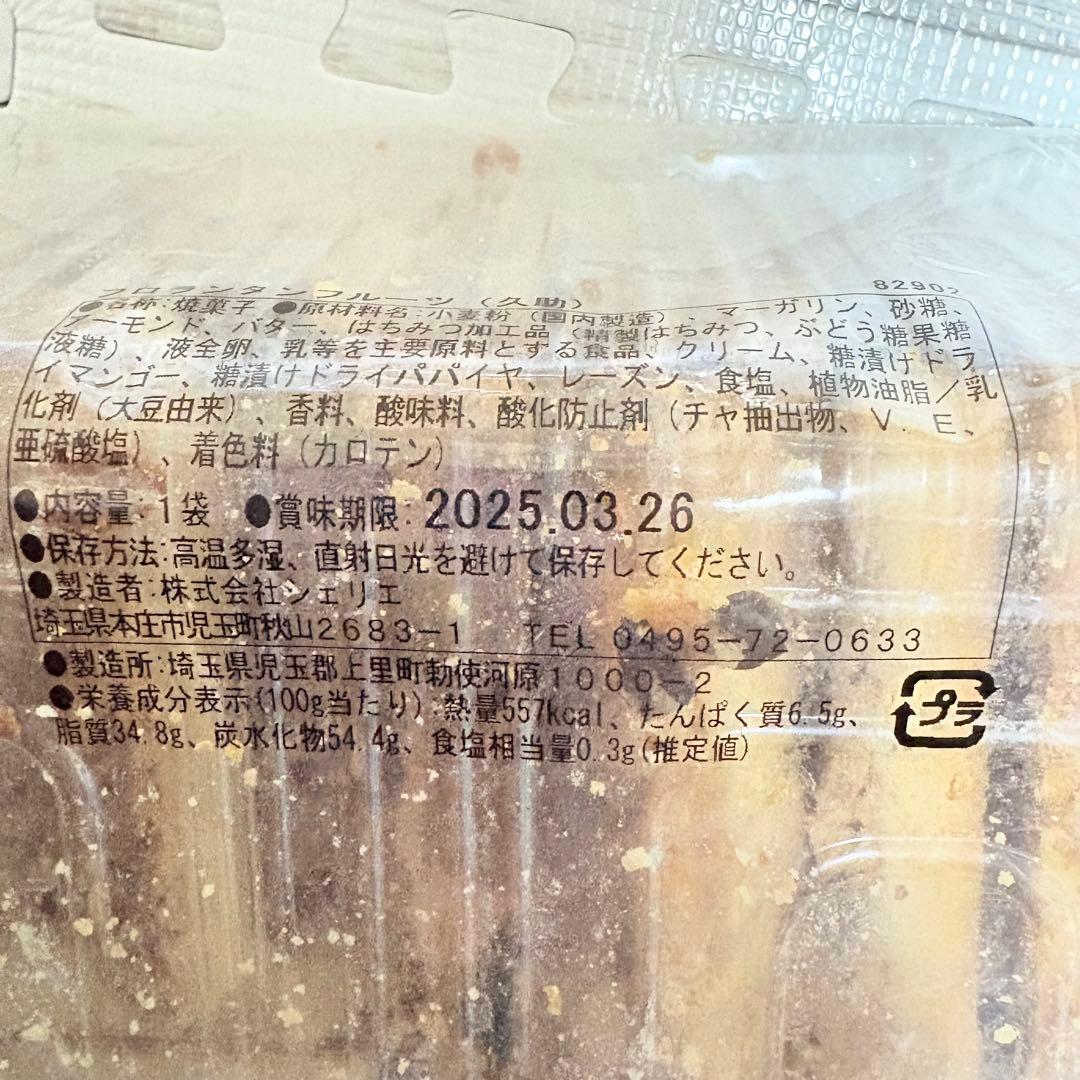 フロランタンフルーツ（久助） 82902
●名称:焼菓子 ●原材料名:小麦粉（国内製造）、マーガリン、砂糖、
アーモンド、バター、はちみつ加工品（精製はちみつ、ぶどう糖果糖
液糖）、液全卵、乳等を主要原料とする食品、クリーム、糖漬けドラ
イマンゴー、糖漬けドライパパイヤ、レーズン、食塩、植物油脂／乳
化剤（大豆由来）、香料、酸味料、酸化防止剤（チャ抽出物、Ｖ．Ｅ、
亜硫酸塩）、着色料（カロテン）
●内容量:1袋 ●賞味期限:2025.03.26
●保存方法:高温多湿、直射日光を避けて保存してください。
●製造者:株式会社シェリエ
埼玉県本庄市児玉町秋山2683−1 TEL 0495−72−0633
●製造所:埼玉県児玉郡上里町勅使河原1000−2
●栄養成分表示(100g当たり):熱量557kcal、たんぱく質6.5g、
脂質34.8g、炭水化物54.4g、食塩相当量0.3g(推定値)
プラ